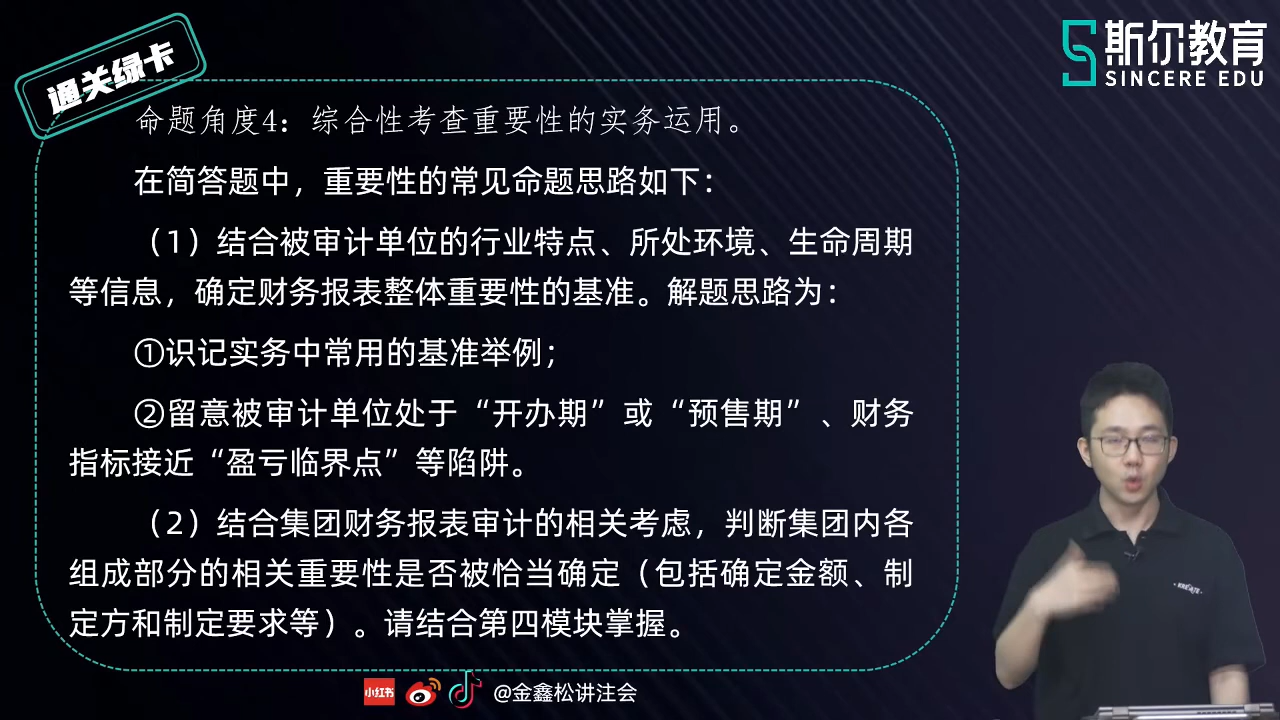 通关绿卡
斯尔教育
SINCERE EDU
命题角度4：综合性考查重要性的实务运用。
在简答题中，重要性的常见命题思路如下：
（1）结合被审计单位的行业特点、所处环境、生命周期
等信息，确定财务报表整体重要性的基准。解题思路为：
①识记实务中常用的基准举例；
②留意被审计单位处于“开办期”或“预售期”、财务
指标接近“盈亏临界点”等陷阱。
（2）结合集团财务报表审计的相关考虑，判断集团内各
组成部分的相关重要性是否被恰当确定（包括确定金额、制
定方和制定要求等）。请结合第四模块掌握。
小红书
@金鑫松讲注会